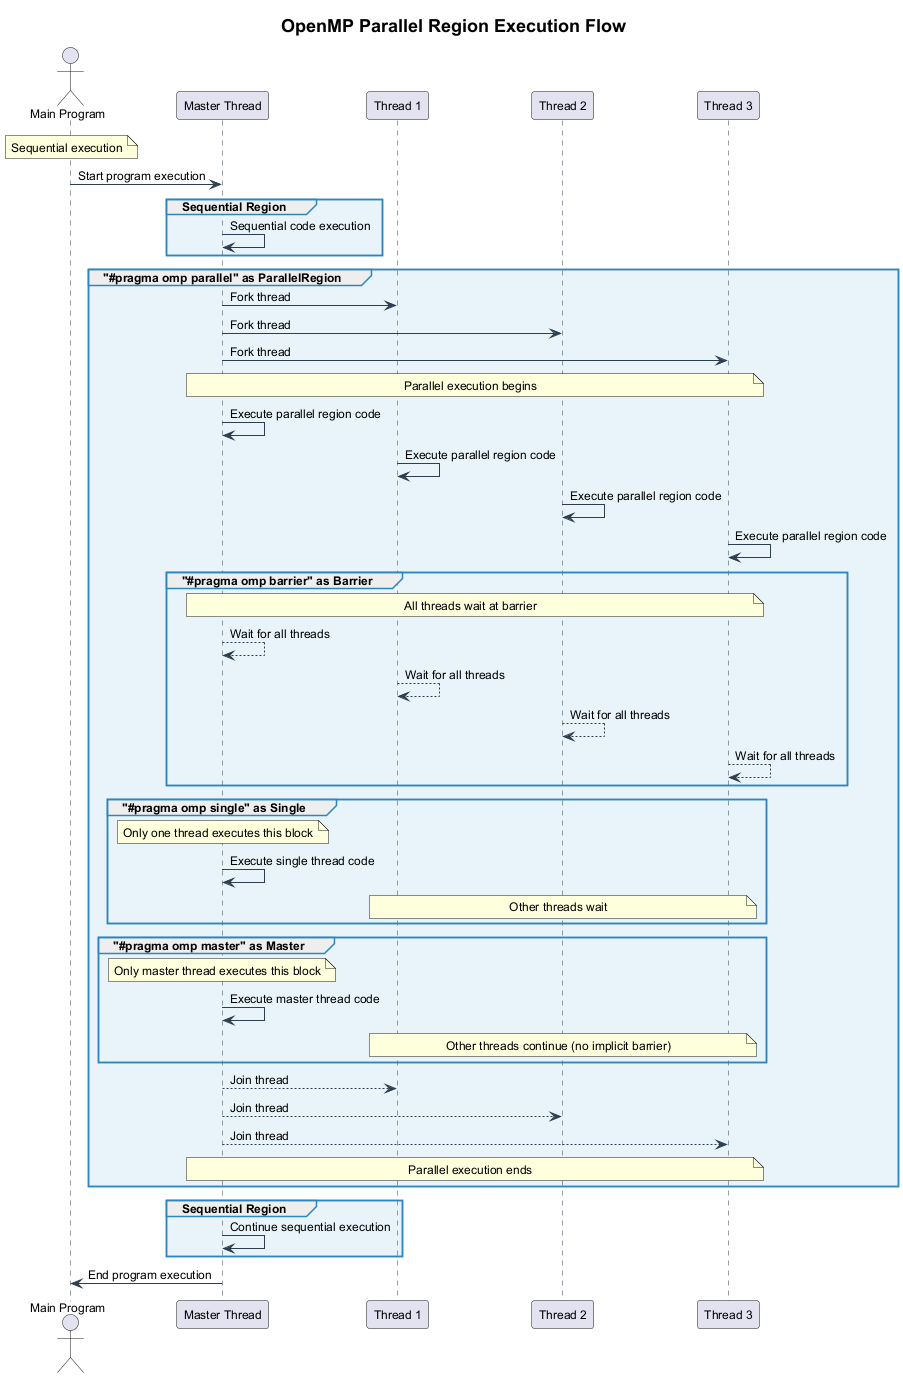 OpenMP Parallel Region Execution Flow
Main Program
Master Thread
Thread 1
Thread 2
Thread 3
Sequential execution
Start program execution
Sequential Region
Sequential code execution
"#pragma omp parallel" as ParallelRegion
Fork thread
Fork thread
Fork thread
Parallel execution begins
Execute parallel region code
Execute parallel region code
Execute parallel region code
Execute parallel region code
"#pragma omp barrier" as Barrier
All threads wait at barrier
Wait for all threads
Wait for all threads
Wait for all threads
Wait for all threads
"#pragma omp single" as Single
Only one thread executes this block
Execute single thread code
Other threads wait
"#pragma omp master" as Master
Only master thread executes this block
Execute master thread code
Other threads continue (no implicit barrier)
Join thread
Join thread
Join thread
Parallel execution ends
Sequential Region
Continue sequential execution
End program execution
Main Program
Master Thread
Thread 1
Thread 2
Thread 3